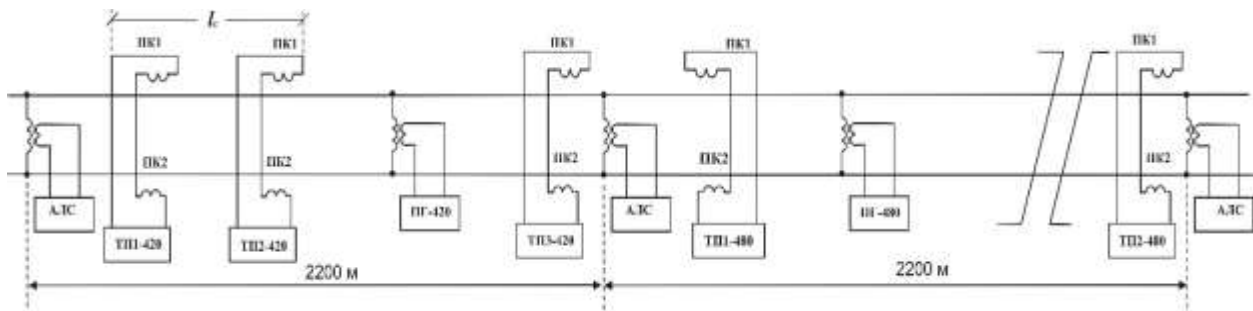 lс
ПК1
ПК1
ПК1
ПК1
ПК1
ПК2
ПК2
ПК2
ПК2
ПК2
АЛС
ТП1-420
ТП2-420
ПГ-420
ТП3-420
АЛС
ТП1-480
ПГ-480
ТП2-480
АЛС
2200 м
2200 м